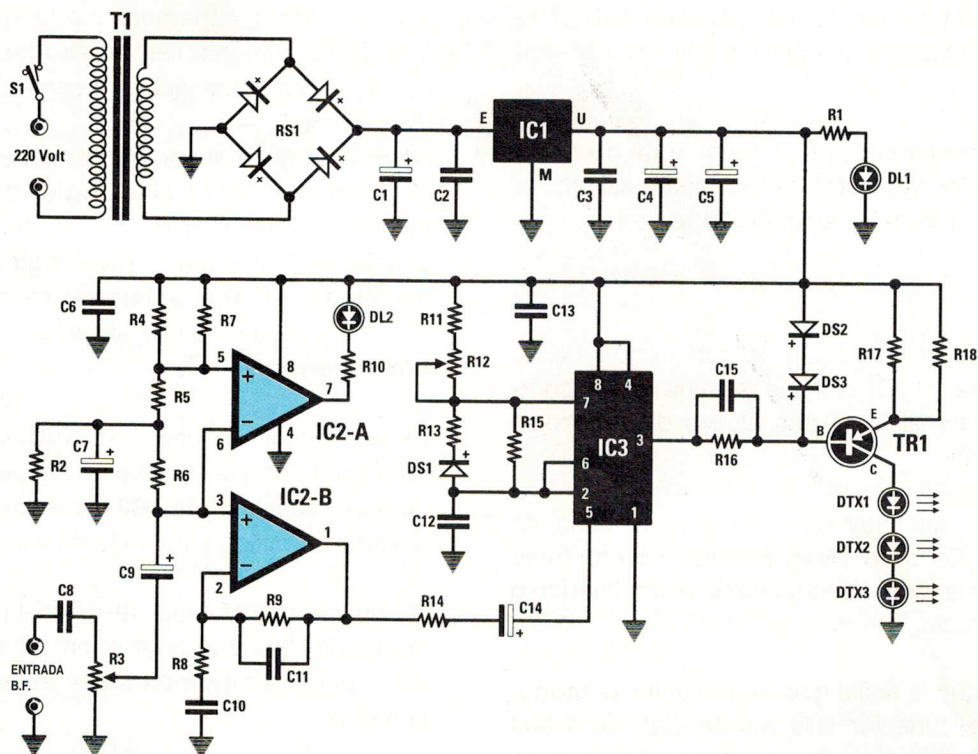 T1
S1
220 Volt
RS1
C1
C2
E
IC1
U
M
C3
C4
C5
R1
DL1
C6
R4
R7
DL2
R10
R11
R12
C13
DS2
DS3
R17
R18
5
+
8
7
−
6
4
IC2-A
R5
C7
R2
R6
R13
DS1
R15
C12
8
4
7
IC3
3
6
2
5
1
C15
R16
B
E
C
TR1
DTX1
DTX2
DTX3
IC2-B
3
+
1
−
2
C9
C8
R3
ENTRADA
B.F.
R9
R8
C11
C10
R14
C14